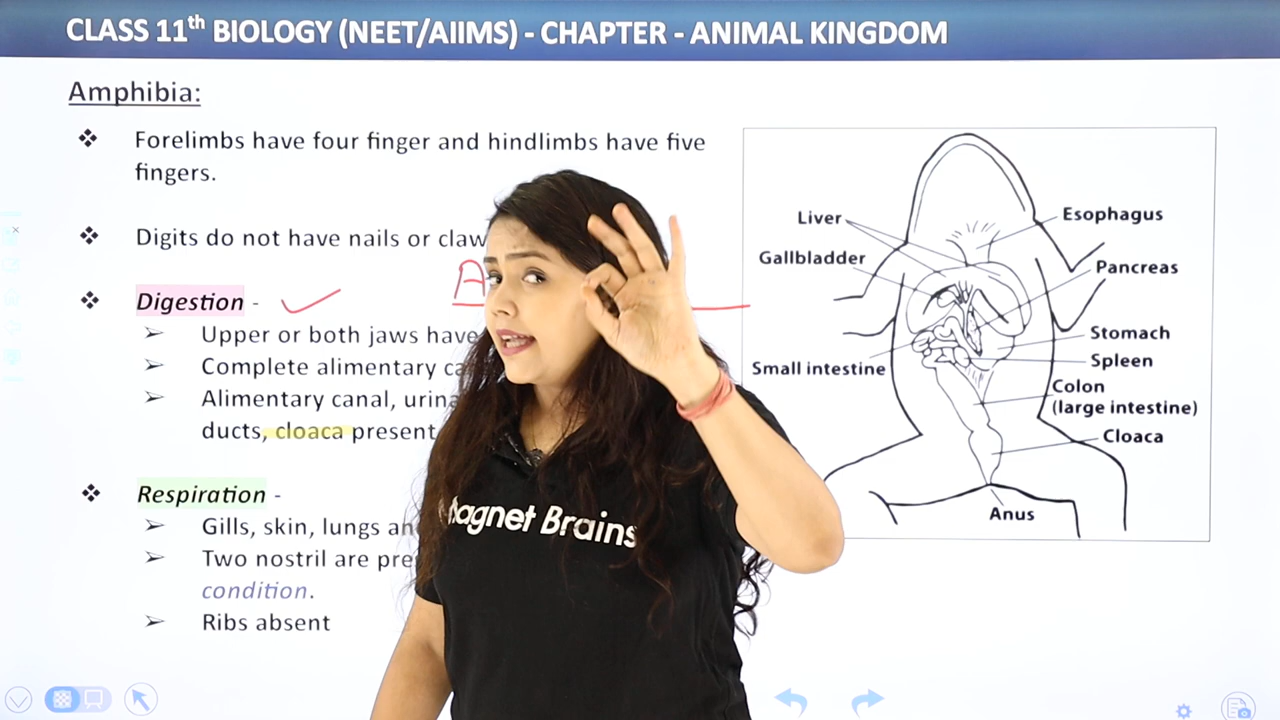 CLASS 11th BIOLOGY (NEET/AIIMS) - CHAPTER - ANIMAL KINGDOM
Amphibia:
Forelimbs have four finger and hindlimbs have five
fingers.
Digits do not have nails or claw
Digestion -
A
Upper or both jaws have
Complete alimentary ca
Alimentary canal, urina
ducts, cloaca present
Respiration -
Gills, skin, lungs an
Two nostril are pre
condition.
Ribs absent
Liver
Esophagus
Gallbladder
Pancreas
Stomach
Small intestine
Spleen
Colon
(large intestine)
Cloaca
Anus
Magnet Brains